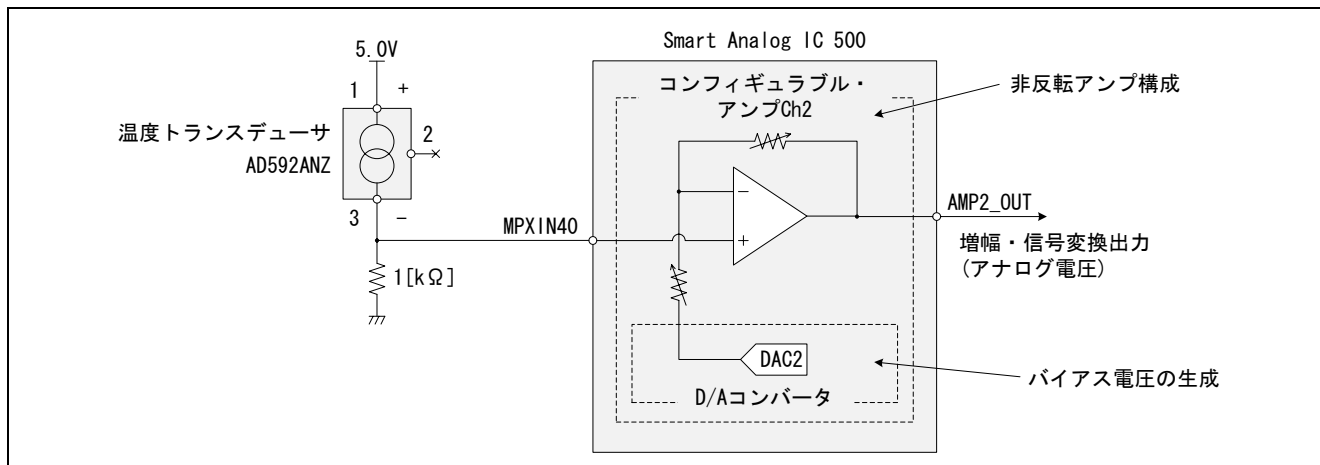 Smart Analog IC 500
5.0V
1
+
2
温度トランスデューサ
AD592ANZ
3
−
1[kΩ]
MPXIN40
コンフィギュラブル・
アンプCh2
−
+
DAC2
D/Aコンバータ
非反転アンプ構成
AMP2_OUT
増幅・信号変換出力
(アナログ電圧)
バイアス電圧の生成